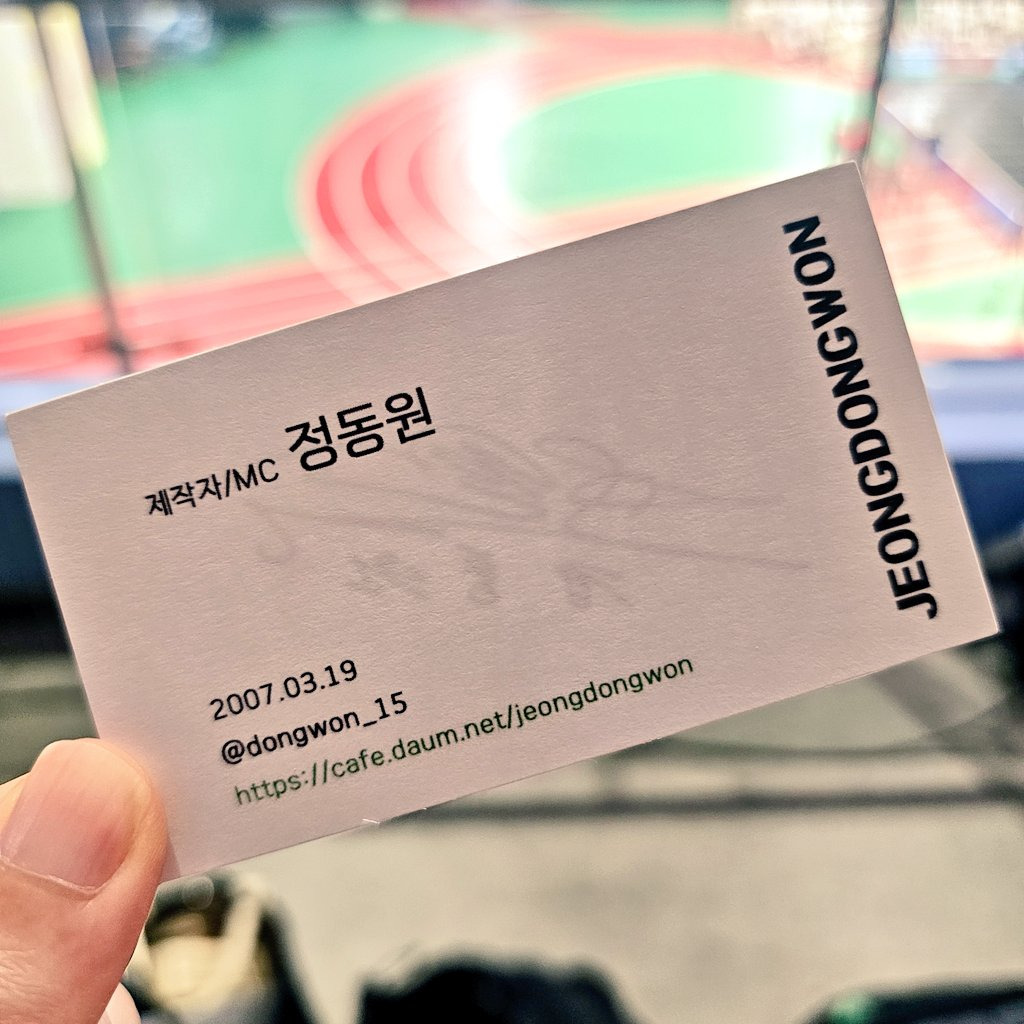 제작자/MC 정동원
2007.03.19
@dongwon_15
https://cafe.daum.net/jeongdongwon
JEONGDONGWON